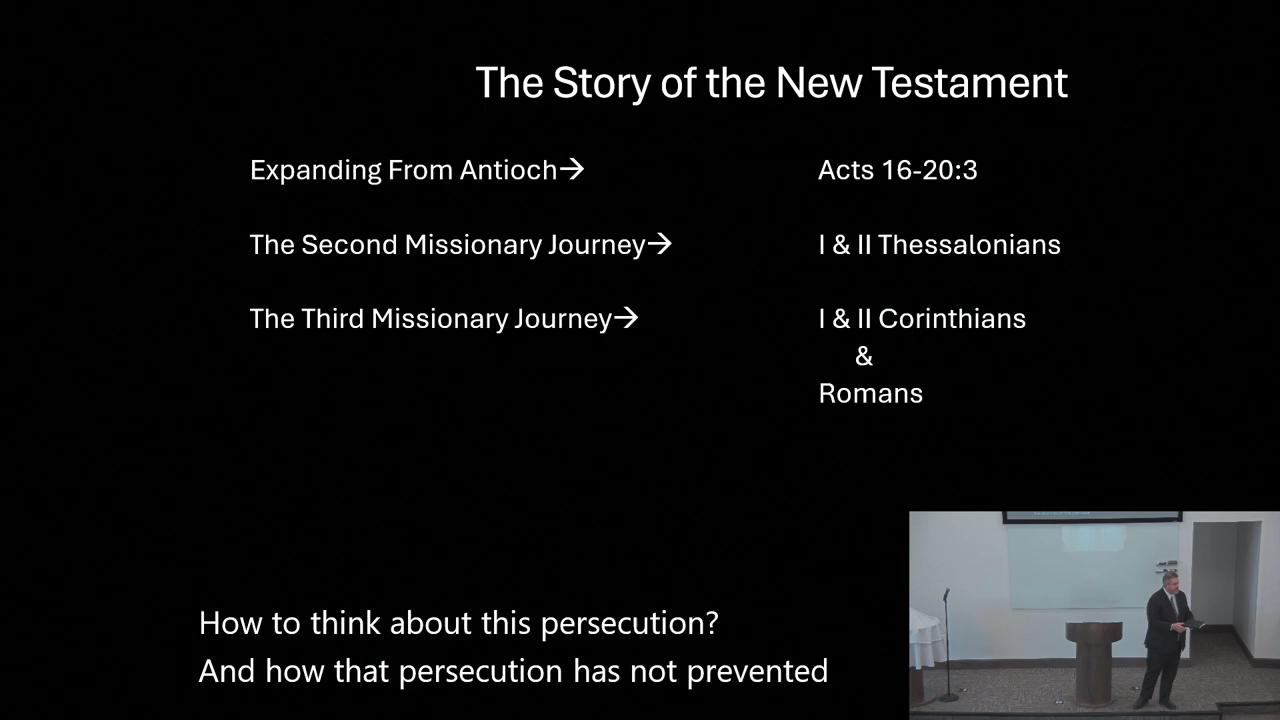 The Story of the New Testament
Expanding From Antioch→ Acts 16-20:3
The Second Missionary Journey→ I & II Thessalonians
The Third Missionary Journey→ I & II Corinthians
&
Romans
How to think about this persecution?
And how that persecution has not prevented